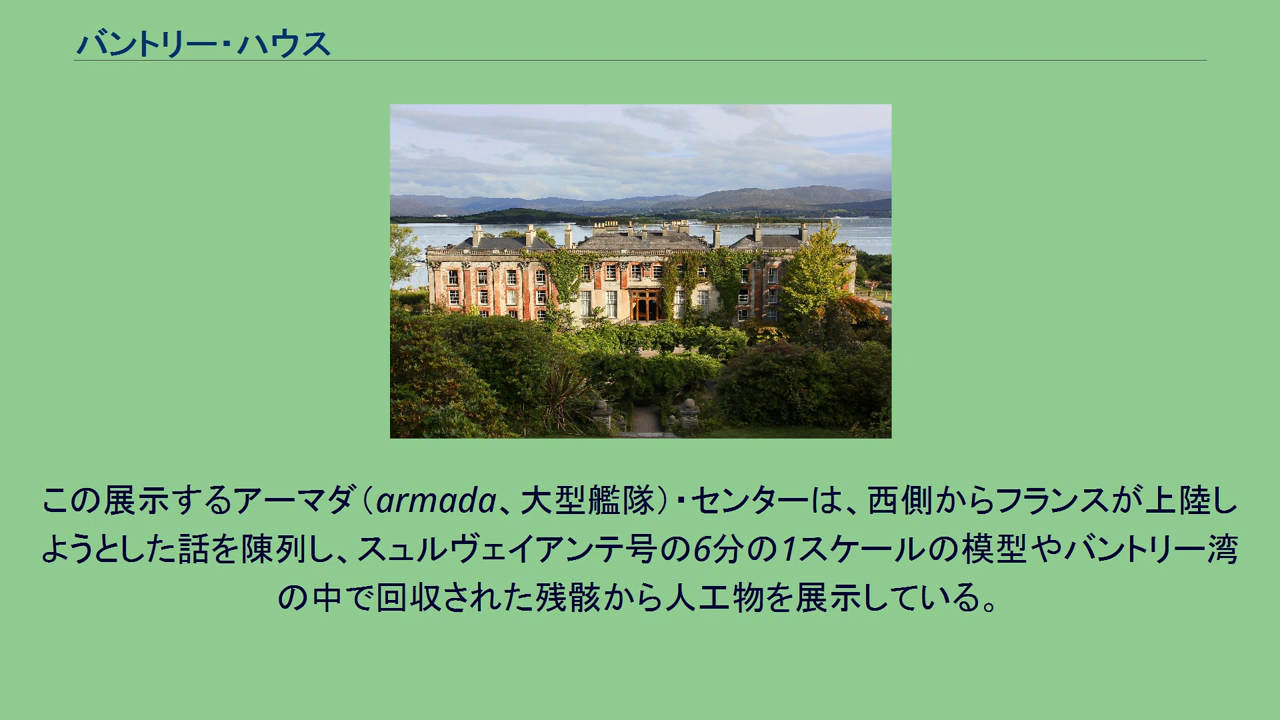 バントリー・ハウス
この展示するアーマダ（armada、大型艦隊）・センターは、西側からフランスが上陸し
ようとした話を陳列し、スュルヴェイアンテ号の6分の1スケールの模型やバントリー湾
の中で回収された残骸から人工物を展示している。